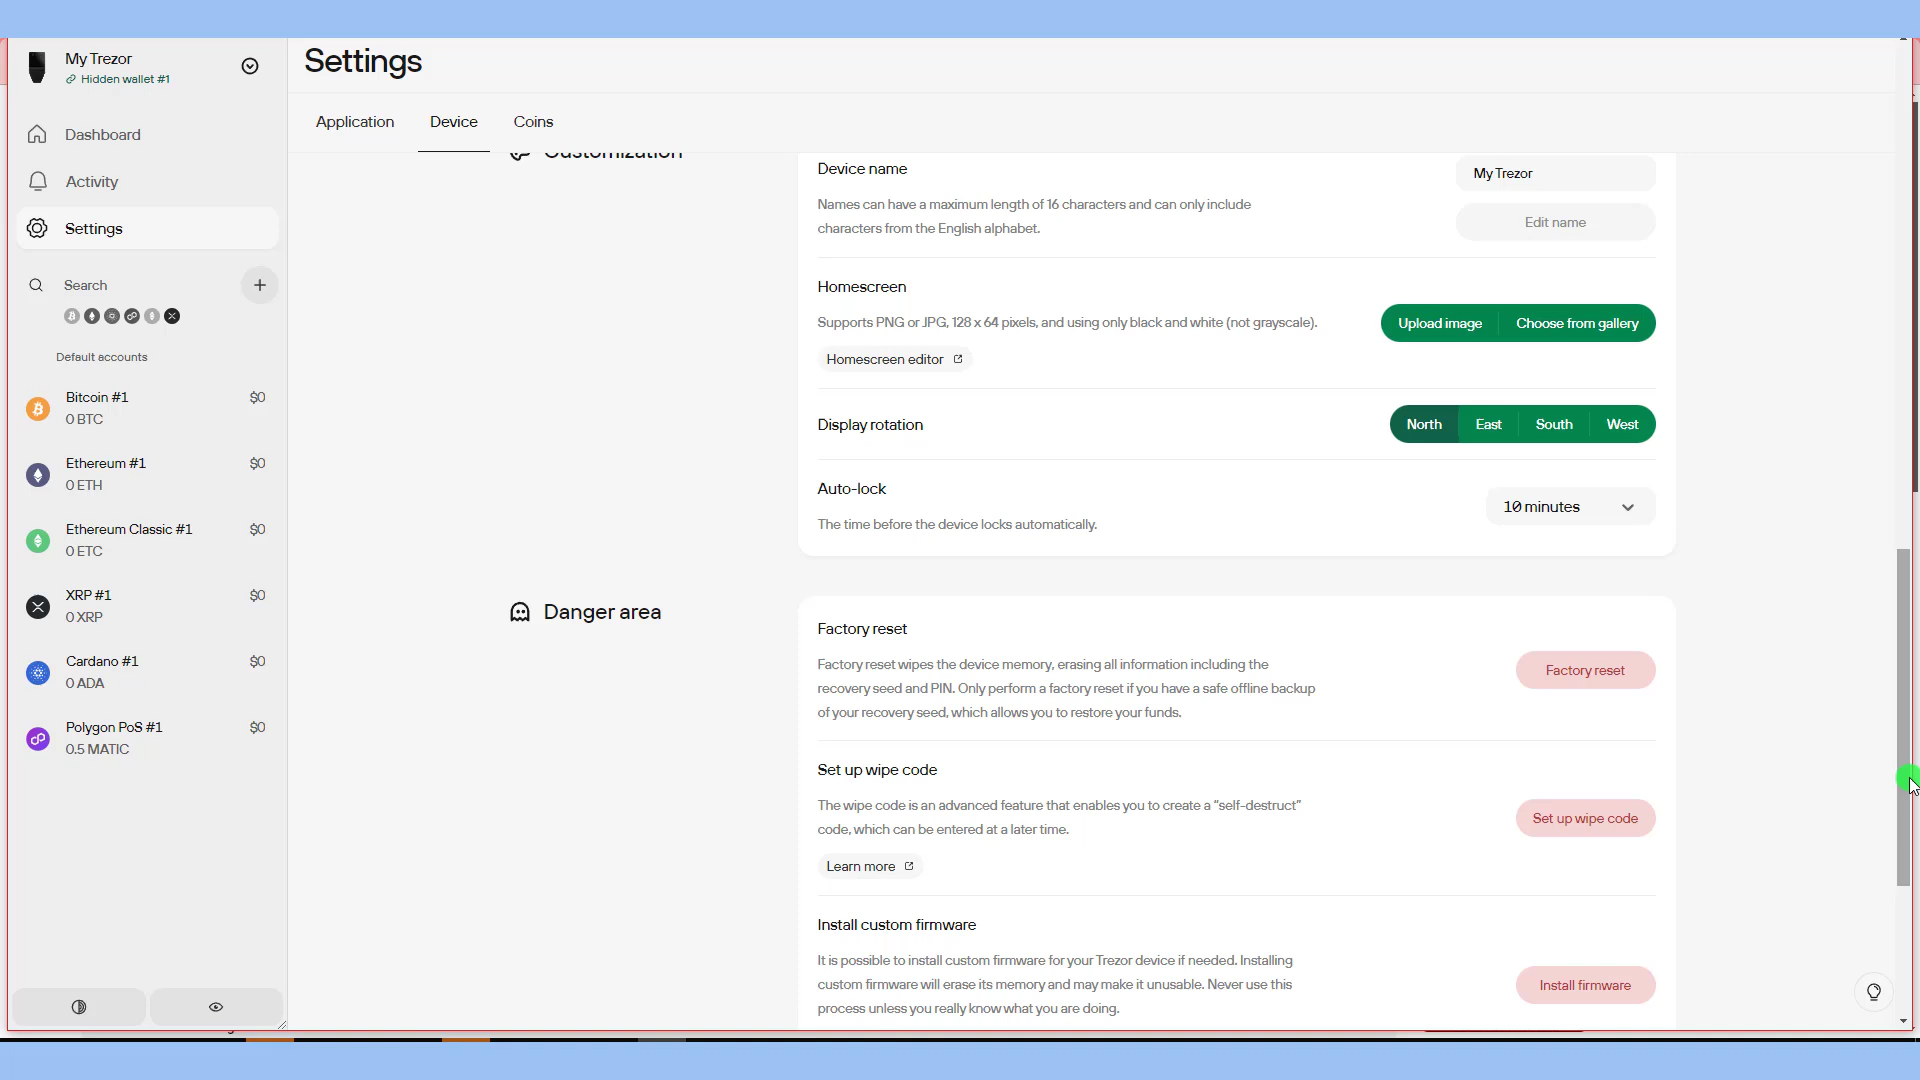 My Trezor
Hidden wallet #1
Dashboard
Activity
Settings
Search
Default accounts
Bitcoin #1 $0
0 BTC
Ethereum #1 $0
0 ETH
Ethereum Classic #1 $0
0 ETC
XRP #1 $0
0 XRP
Cardano #1 $0
0 ADA
Polygon PoS #1 $0
0.5 MATIC
Settings
Application Device Coins
Customization
Device name
My Trezor
Names can have a maximum length of 16 characters and can only include
characters from the English alphabet.
Edit name
Homescreen
Supports PNG or JPG, 128 x 64 pixels, and using only black and white (not grayscale).
Upload image Choose from gallery
Homescreen editor
Display rotation
North East South West
Auto-lock
The time before the device locks automatically.
10 minutes
Danger area
Factory reset
Factory reset wipes the device memory, erasing all information including the
recovery seed and PIN. Only perform a factory reset if you have a safe offline backup
of your recovery seed, which allows you to restore your funds.
Factory reset
Set up wipe code
The wipe code is an advanced feature that enables you to create a “self-destruct”
code, which can be entered at a later time.
Set up wipe code
Learn more
Install custom firmware
It is possible to install custom firmware for your Trezor device if needed. Installing
custom firmware will erase its memory and may make it unusable. Never use this
process unless you really know what you are doing.
Install firmware